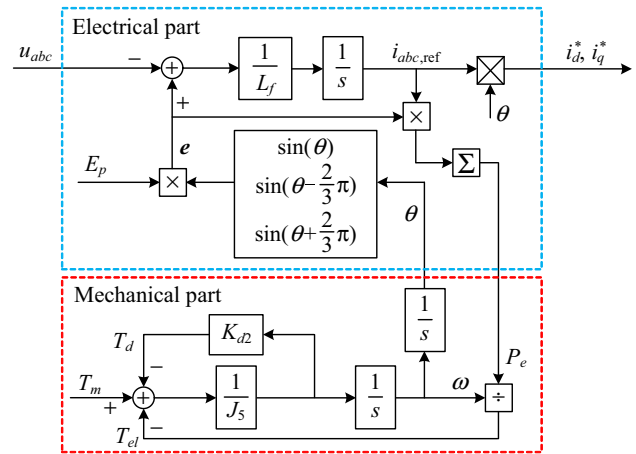 Electrical part
u_abc
−
+
+
1/L_f
1/s
i_abc,ref
×
θ
i_d^*, i_q^*
×
Σ
e
E_p
×
sin(θ)
sin(θ−2/3π)
sin(θ+2/3π)
θ
Mechanical part
1/s
T_d
K_d2
−
T_m
+
+
1/J_5
1/s
ω
P_e
÷
T_el
−